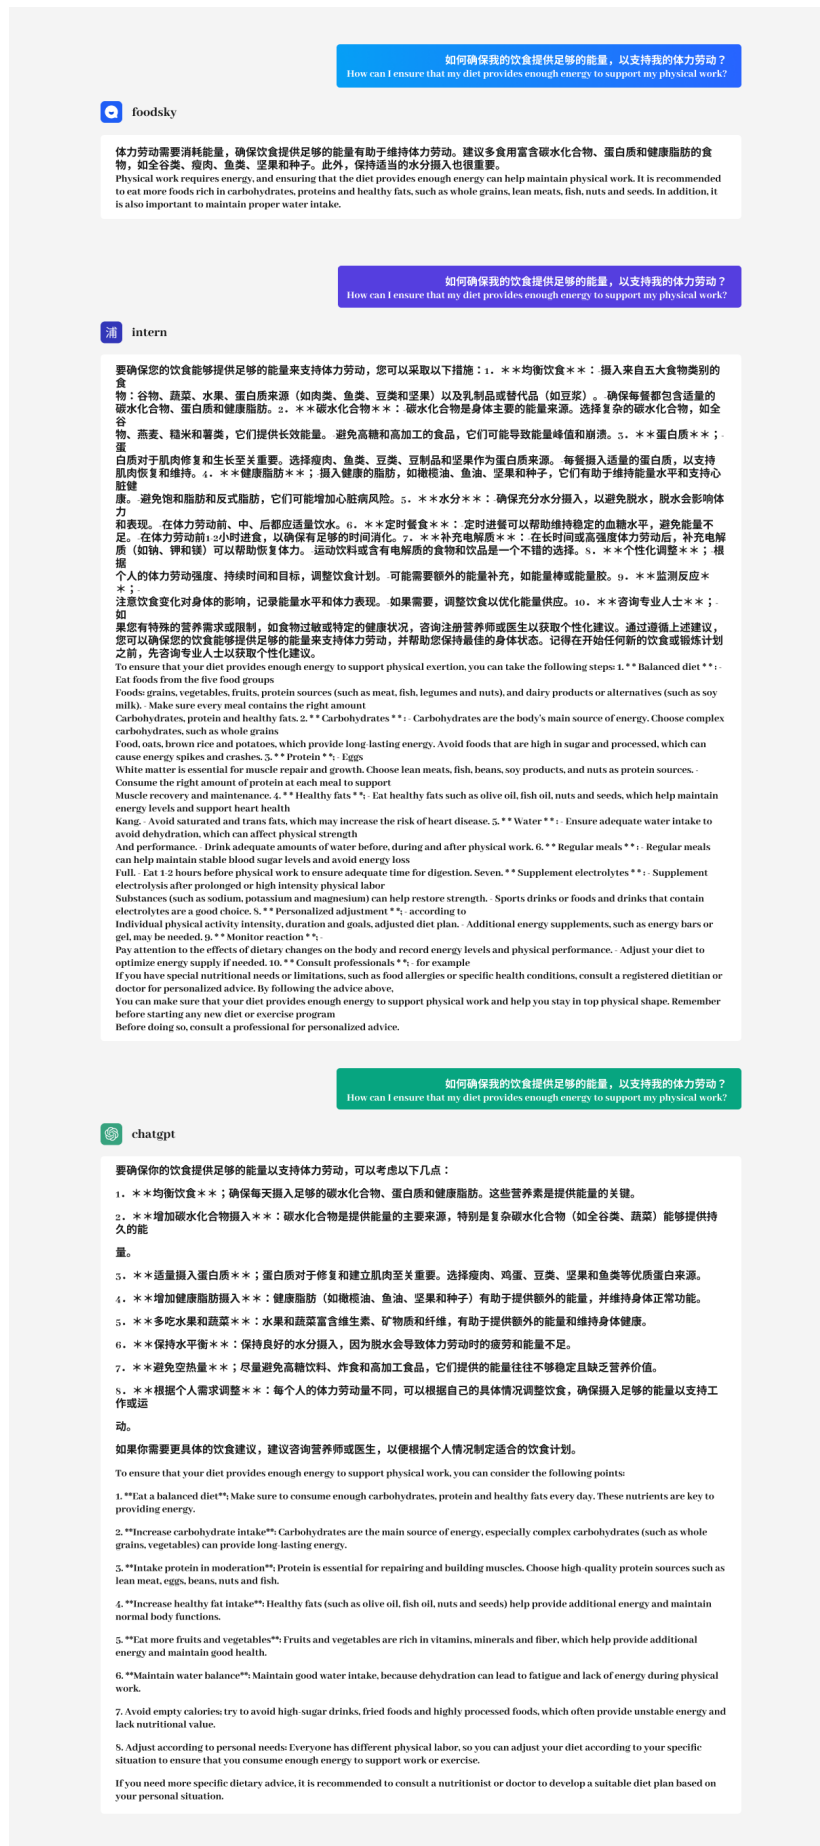 如何确保我的饮食提供足够的能量，以支持我的体力劳动？
How can I ensure that my diet provides enough energy to support my physical work?
foodsky
体力劳动需要消耗能量，确保饮食提供足够的能量有助于维持体力劳动。建议多食用富含碳水化合物、蛋白质和健康脂肪的食
物，如全谷类、瘦肉、鱼类、坚果和种子。此外，保持适当的水分摄入也很重要。
Physical work requires energy, and ensuring that the diet provides enough energy can help maintain physical work. It is recommended
to eat more foods rich in carbohydrates, proteins and healthy fats, such as whole grains, lean meats, fish, nuts and seeds. In addition, it
is also important to maintain proper water intake.
如何确保我的饮食提供足够的能量，以支持我的体力劳动？
How can I ensure that my diet provides enough energy to support my physical work?
浦 intern
要确保您的饮食能够提供足够的能量来支持体力劳动，您可以采取以下措施：1. ＊＊均衡饮食＊＊： -摄入来自五大食物类别的
食
物：谷物、蔬菜、水果、蛋白质来源（如肉类、鱼类、豆类和坚果）以及乳制品或替代品（如豆浆）。 -确保每餐都包含适量的
碳水化合物、蛋白质和健康脂肪。2. ＊＊碳水化合物＊＊： -碳水化合物是身体主要的能量来源。选择复杂的碳水化合物，如全
谷
物、燕麦、糙米和薯类，它们提供长效能量。 -避免高糖和高加工的食品，它们可能导致能量峰值和崩溃。3. ＊＊蛋白质＊＊； -
蛋
白质对于肌肉修复和生长至关重要。选择瘦肉、鱼类、豆类、豆制品和坚果作为蛋白质来源。 -每餐摄入适量的蛋白质，以支持
肌肉恢复和维持。4. ＊＊健康脂肪＊＊； -摄入健康的脂肪，如橄榄油、鱼油、坚果和种子，它们有助于维持能量水平和支持心
脏健
康。 -避免饱和脂肪和反式脂肪，它们可能增加心脏病风险。5. ＊＊水分＊＊： -确保充分水分摄入，以避免脱水，脱水会影响体
力
和表现。 -在体力劳动前、中、后都应适量饮水。6. ＊＊定时餐食＊＊： -定时进餐可以帮助维持稳定的血糖水平，避免能量不
足。 -在体力劳动前1-2小时进食，以确保有足够的时间消化。7. ＊＊补充电解质＊＊： -在长时间或高强度体力劳动后，补充电解
质（如钠、钾和镁）可以帮助恢复体力。 -运动饮料或含有电解质的食物和饮品是一个不错的选择。8. ＊＊个性化调整＊＊； -根
据
个人的体力劳动强度、持续时间和目标，调整饮食计划。 -可能需要额外的能量补充，如能量棒或能量胶。9. ＊＊监测反应＊
＊； -
注意饮食变化对身体的影响，记录能量水平和体力表现。 -如果需要，调整饮食以优化能量供应。10. ＊＊咨询专业人士＊＊； -
如
果您有特殊的营养需求或限制，如食物过敏或特定的健康状况，咨询注册营养师或医生以获取个性化建议。通过遵循上述建议，
您可以确保您的饮食能够提供足够的能量来支持体力劳动，并帮助您保持最佳的身体状态。记得在开始任何新的饮食或锻炼计划
之前，先咨询专业人士以获取个性化建议。
To ensure that your diet provides enough energy to support physical exertion, you can take the following steps: 1. * * Balanced diet * * : -
Eat foods from the five food groups
Foods: grains, vegetables, fruits, protein sources (such as meat, fish, legumes and nuts), and dairy products or alternatives (such as soy
milk). - Make sure every meal contains the right amount
Carbohydrates, protein and healthy fats. 2. * * Carbohydrates * * : - Carbohydrates are the body's main source of energy. Choose complex
carbohydrates, such as whole grains
Food, oats, brown rice and potatoes, which provide long-lasting energy. Avoid foods that are high in sugar and processed, which can
cause energy spikes and crashes. 3. * * Protein * *; - Eggs
White matter is essential for muscle repair and growth. Choose lean meats, fish, beans, soy products, and nuts as protein sources. -
Consume the right amount of protein at each meal to support
Muscle recovery and maintenance. 4. * * Healthy fats * *; - Eat healthy fats such as olive oil, fish oil, nuts and seeds, which help maintain
energy levels and support heart health
Kang. - Avoid saturated and trans fats, which may increase the risk of heart disease. 5. * * Water * * : - Ensure adequate water intake to
avoid dehydration, which can affect physical strength
And performance. - Drink adequate amounts of water before, during and after physical work. 6. * * Regular meals * * : - Regular meals
can help maintain stable blood sugar levels and avoid energy loss
Full. - Eat 1-2 hours before physical work to ensure adequate time for digestion. Seven. * * Supplement electrolytes * * : - Supplement
electrolysis after prolonged or high intensity physical labor
Substances (such as sodium, potassium and magnesium) can help restore strength. - Sports drinks or foods and drinks that contain
electrolytes are a good choice. 8. * * Personalized adjustment * *; - according to
Individual physical activity intensity, duration and goals, adjusted diet plan. - Additional energy supplements, such as energy bars or
gel, may be needed. 9. * * Monitor reaction * *; -
Pay attention to the effects of dietary changes on the body and record energy levels and physical performance. - Adjust your diet to
optimize energy supply if needed. 10. * * Consult professionals * *; - for example
If you have special nutritional needs or limitations, such as food allergies or specific health conditions, consult a registered dietitian or
doctor for personalized advice. By following the advice above,
You can make sure that your diet provides enough energy to support physical work and help you stay in top physical shape. Remember
before starting any new diet or exercise program
Before doing so, consult a professional for personalized advice.
如何确保我的饮食提供足够的能量，以支持我的体力劳动？
How can I ensure that my diet provides enough energy to support my physical work?
chatgpt
要确保你的饮食提供足够的能量以支持体力劳动，可以考虑以下几点：
1. ＊＊均衡饮食＊＊；确保每天摄入足够的碳水化合物、蛋白质和健康脂肪。这些营养素是提供能量的关键。
2. ＊＊增加碳水化合物摄入＊＊：碳水化合物是提供能量的主要来源，特别是复杂碳水化合物（如全谷类、蔬菜）能够提供持
久的能
量。
3. ＊＊适量摄入蛋白质＊＊；蛋白质对于修复和建立肌肉至关重要。选择瘦肉、鸡蛋、豆类、坚果和鱼类等优质蛋白来源。
4. ＊＊增加健康脂肪摄入＊＊：健康脂肪（如橄榄油、鱼油、坚果和种子）有助于提供额外的能量，并维持身体正常功能。
5. ＊＊多吃水果和蔬菜＊＊：水果和蔬菜富含维生素、矿物质和纤维，有助于提供额外的能量和维持身体健康。
6. ＊＊保持水平衡＊＊：保持良好的水分摄入，因为脱水会导致体力劳动时的疲劳和能量不足。
7. ＊＊避免空热量＊＊；尽量避免高糖饮料、炸食和高加工食品，它们提供的能量往往不够稳定且缺乏营养价值。
8. ＊＊根据个人需求调整＊＊：每个人的体力劳动量不同，可以根据自己的具体情况调整饮食，确保摄入足够的能量以支持工
作或运
动。
如果你需要更具体的饮食建议，建议咨询营养师或医生，以便根据个人情况制定适合的饮食计划。
To ensure that your diet provides enough energy to support physical work, you can consider the following points:
1. **Eat a balanced diet**; Make sure to consume enough carbohydrates, protein and healthy fats every day. These nutrients are key to
providing energy.
2. **Increase carbohydrate intake**: Carbohydrates are the main source of energy, especially complex carbohydrates (such as whole
grains, vegetables) can provide long-lasting energy.
3. **Intake protein in moderation**; Protein is essential for repairing and building muscles. Choose high-quality protein sources such as
lean meat, eggs, beans, nuts and fish.
4. **Increase healthy fat intake**: Healthy fats (such as olive oil, fish oil, nuts and seeds) help provide additional energy and maintain
normal body functions.
5. **Eat more fruits and vegetables**: Fruits and vegetables are rich in vitamins, minerals and fiber, which help provide additional
energy and maintain good health.
6. **Maintain water balance**: Maintain good water intake, because dehydration can lead to fatigue and lack of energy during physical
work.
7. Avoid empty calories; try to avoid high-sugar drinks, fried foods and highly processed foods, which often provide unstable energy and
lack nutritional value.
8. Adjust according to personal needs: Everyone has different physical labor, so you can adjust your diet according to your specific
situation to ensure that you consume enough energy to support work or exercise.
If you need more specific dietary advice, it is recommended to consult a nutritionist or doctor to develop a suitable diet plan based on
your personal situation.